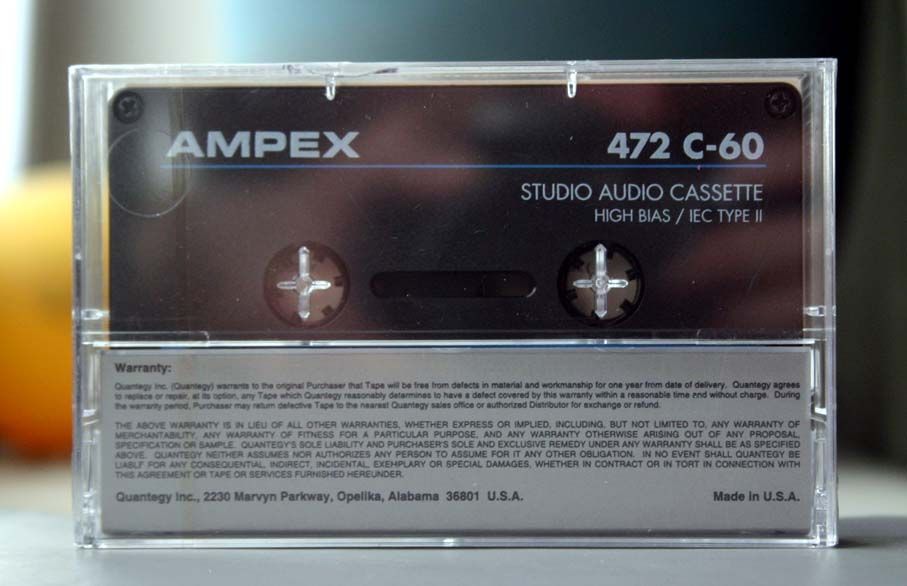 AMPEX
472 C-60
STUDIO AUDIO CASSETTE
HIGH BIAS / IEC TYPE II
Warranty:
Quantegy Inc. (Quantegy) warrants to the original Purchaser that Tape will be free from defects in material and workmanship for one year from date of delivery. Quantegy agrees
to replace or repair, at its option, any Tape which Quantegy reasonably determines to have a defect covered by this warranty within a reasonable time and without charge. During
the warranty period, Purchaser may return defective Tape to the nearest Quantegy sales office or authorized Distributor for exchange or refund.
THE ABOVE WARRANTY IS IN LIEU OF ALL OTHER WARRANTIES, WHETHER EXPRESS OR IMPLIED, INCLUDING, BUT NOT LIMITED TO, ANY WARRANTY OF
MERCHANTABILITY, ANY WARRANTY OF FITNESS FOR A PARTICULAR PURPOSE, AND ANY WARRANTY OTHERWISE ARISING OUT OF ANY PROPOSAL,
SPECIFICATION OR SAMPLE. QUANTEGY'S SOLE LIABILITY AND PURCHASER'S SOLE AND EXCLUSIVE REMEDY UNDER ANY WARRANTY SHALL BE AS SPECIFIED
ABOVE. QUANTEGY NEITHER ASSUMES NOR AUTHORIZES ANY PERSON TO ASSUME FOR IT ANY OTHER OBLIGATION. IN NO EVENT SHALL QUANTEGY BE
LIABLE FOR ANY CONSEQUENTIAL, INDIRECT, INCIDENTAL, EXEMPLARY OR SPECIAL DAMAGES, WHETHER IN CONTRACT OR IN TORT IN CONNECTION WITH
THIS AGREEMENT OR TAPE OR SERVICES FURNISHED HEREUNDER.
Quantegy Inc., 2230 Marvyn Parkway, Opelika, Alabama 36801 U.S.A.
Made in U.S.A.